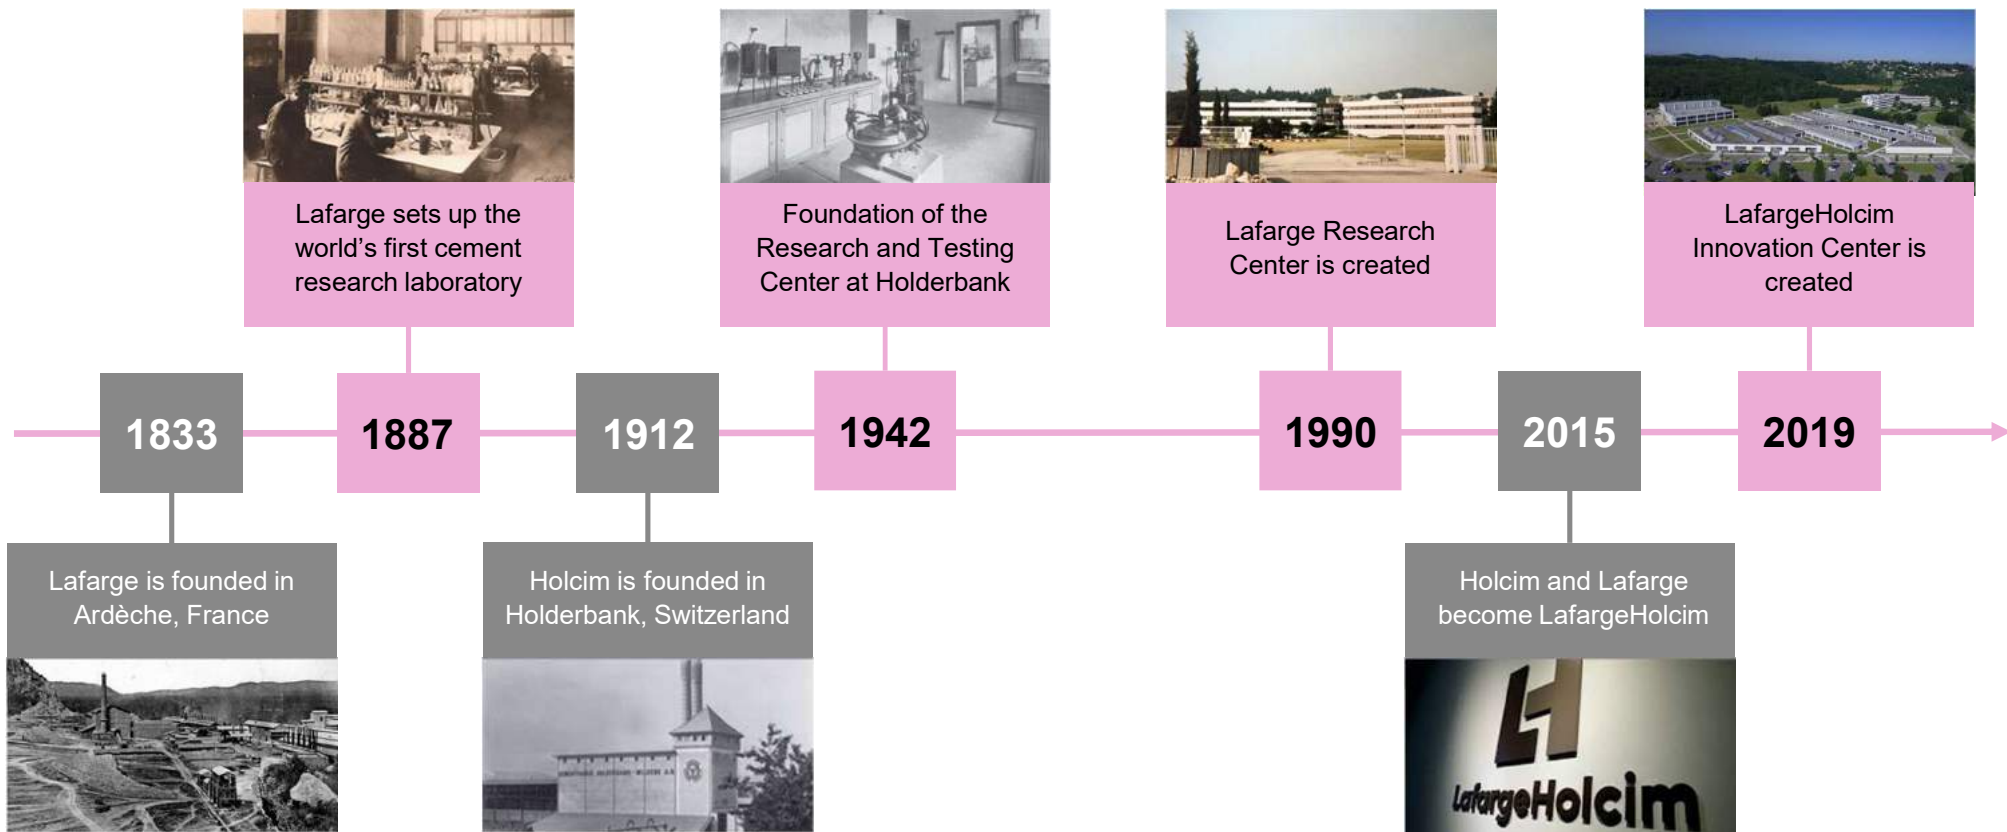 Lafarge sets up the
world’s first cement
research laboratory
Foundation of the
Research and Testing
Center at Holderbank
Lafarge Research
Center is created
LafargeHolcim
Innovation Center is
created
1833
1887
1912
1942
1990
2015
2019
Lafarge is founded in
Ardèche, France
Holcim is founded in
Holderbank, Switzerland
Holcim and Lafarge
become LafargeHolcim
LafargeHolcim